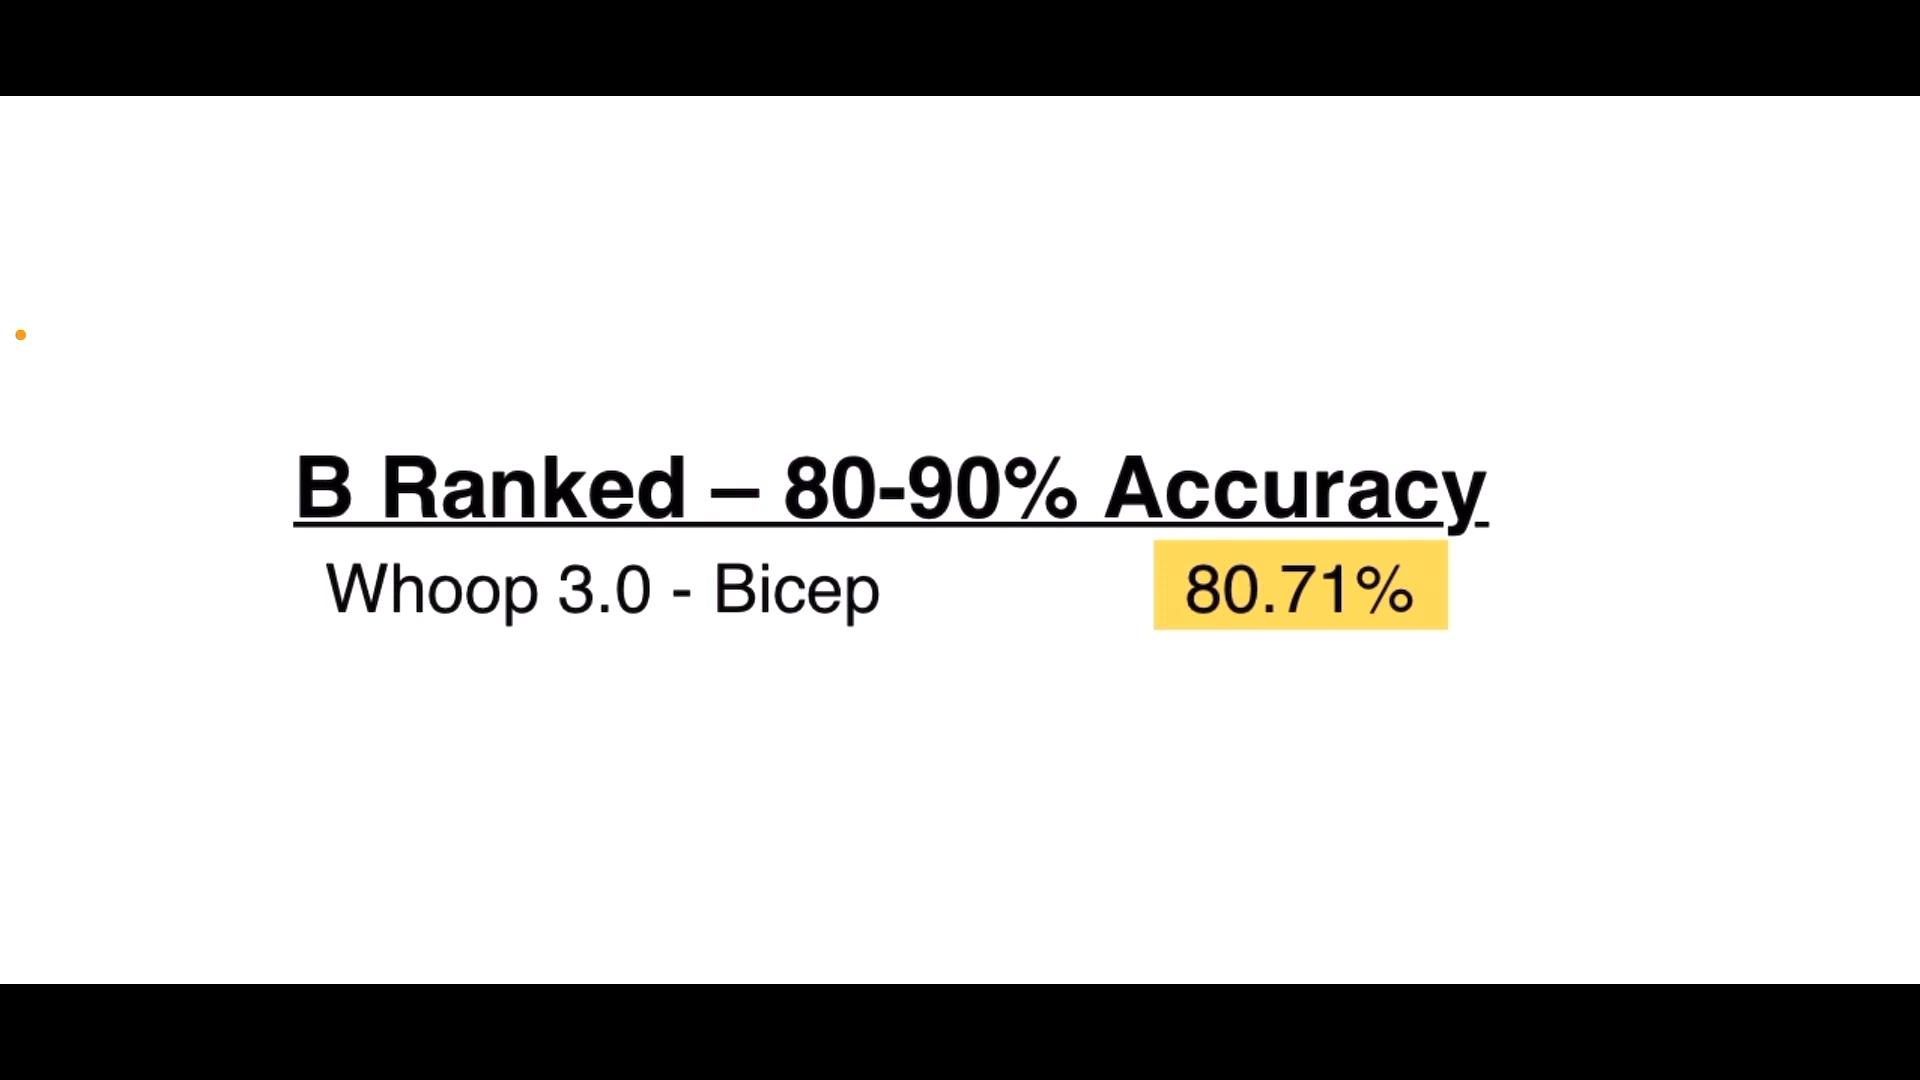 B Ranked – 80-90% Accuracy
Whoop 3.0 - Bicep 80.71%